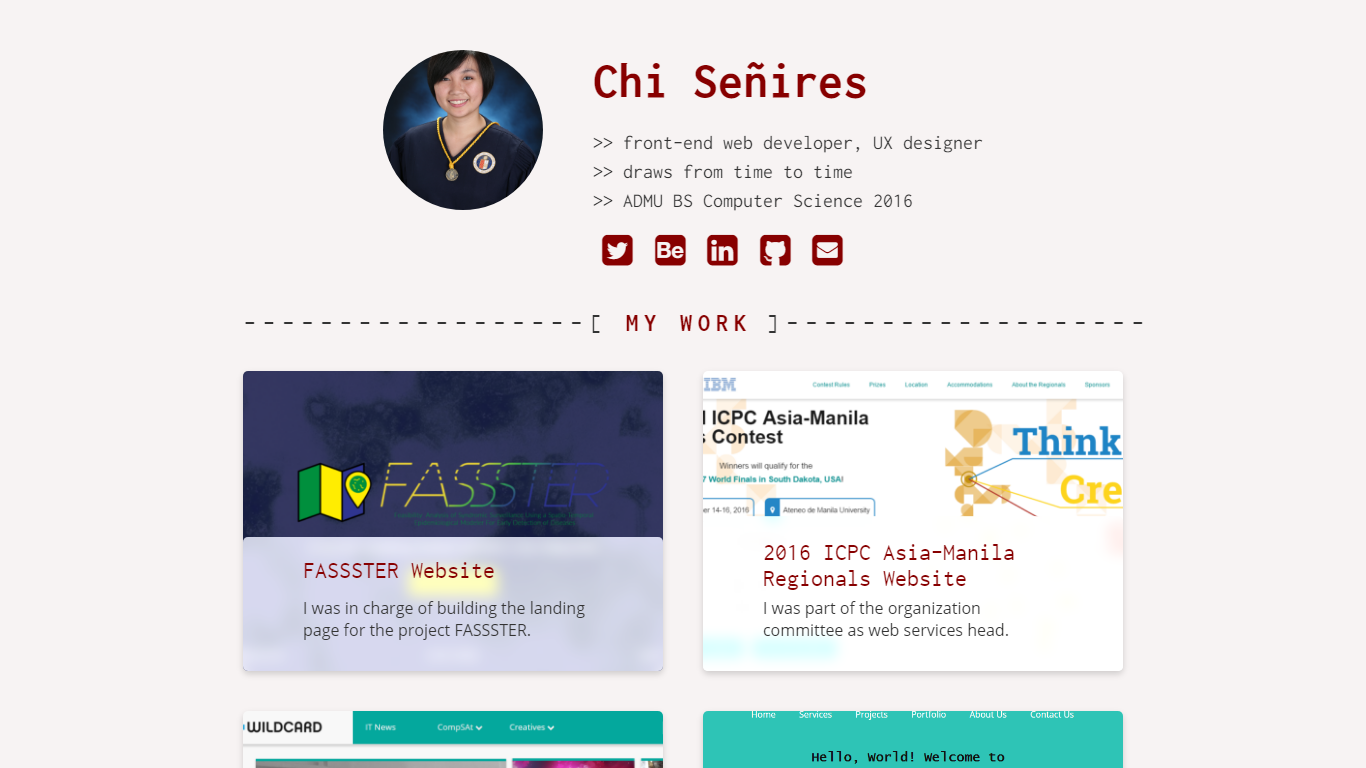 Chi Señires
>> front-end web developer, UX designer
>> draws from time to time
>> ADMU BS Computer Science 2016
Be
in
-------------------[ MY WORK ]-------------------
FASSSTER
FASSSTER Website
I was in charge of building the landing
page for the project FASSSTER.
IBM
Contest Rules Prizes Location Accommodations About the Regionals Sponsors
ICPC Asia-Manila
Contest
Winners will qualify for the
7 World Finals in South Dakota, USA!
er 14-16, 2016 Ateneo de Manila University
Think
Cre
2016 ICPC Asia-Manila
Regionals Website
I was part of the organization
committee as web services head.
WILDCARD IT News CompSAt Creatives
Home Services Projects Portfolio About Us Contact Us
Hello, World! Welcome to